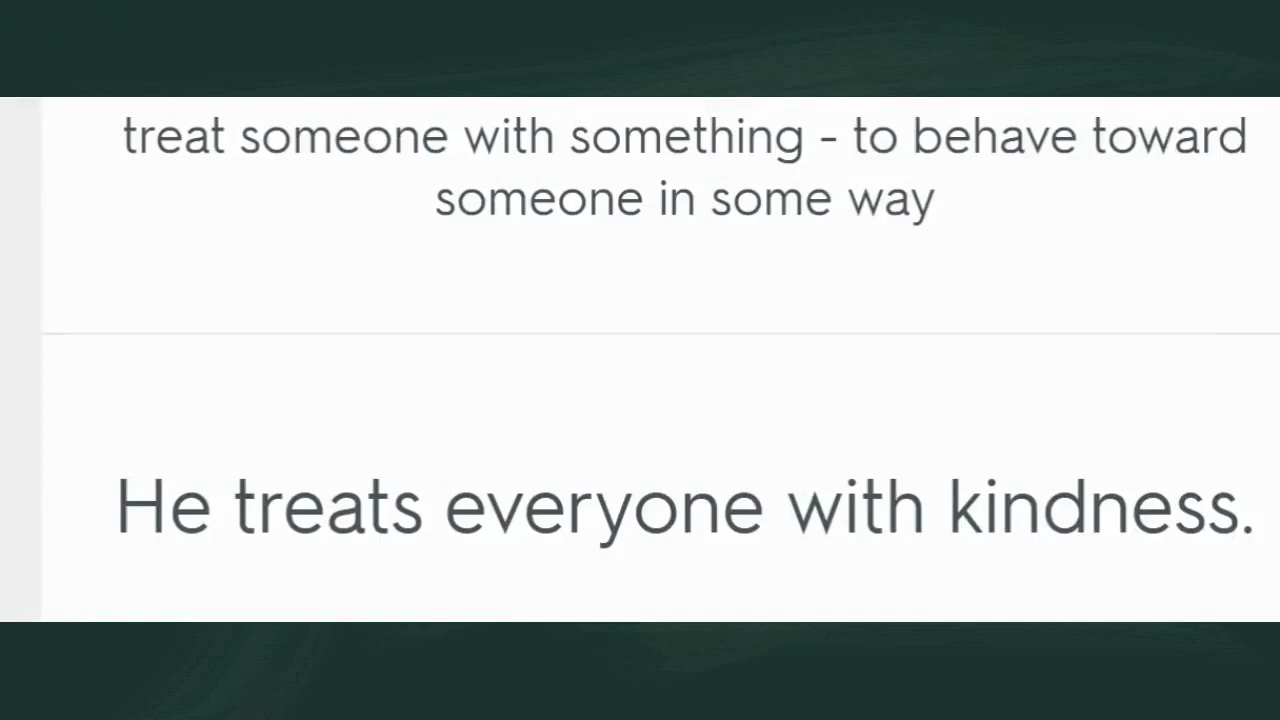 treat someone with something - to behave toward
someone in some way
He treats everyone with kindness.